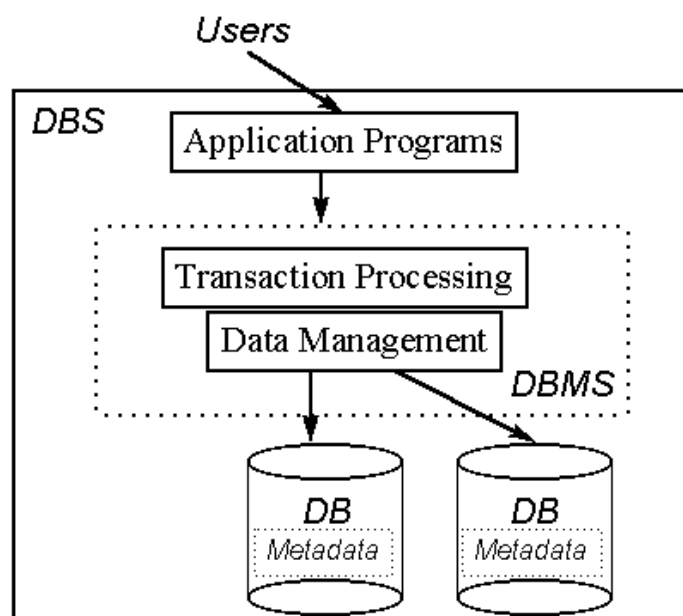 Users
DBS
Application Programs
Transaction Processing
Data Management
DBMS
DB
Metadata
DB
Metadata